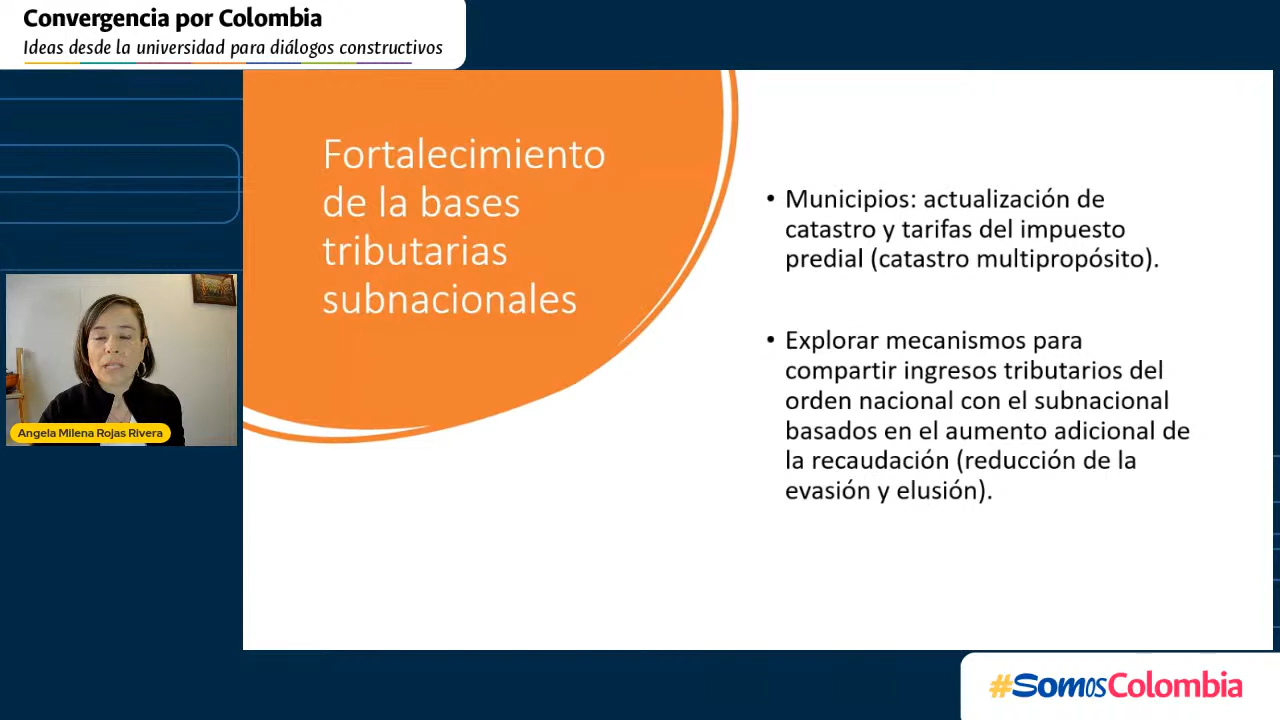 Convergencia por Colombia
Ideas desde la universidad para diálogos constructivos
Fortalecimiento
de la bases
tributarias
subnacionales
• Municipios: actualización de
catastro y tarifas del impuesto
predial (catastro multipropósito).
• Explorar mecanismos para
compartir ingresos tributarios del
orden nacional con el subnacional
basados en el aumento adicional de
la recaudación (reducción de la
evasión y elusión).
Angela Milena Rojas Rivera
#SomosColombia